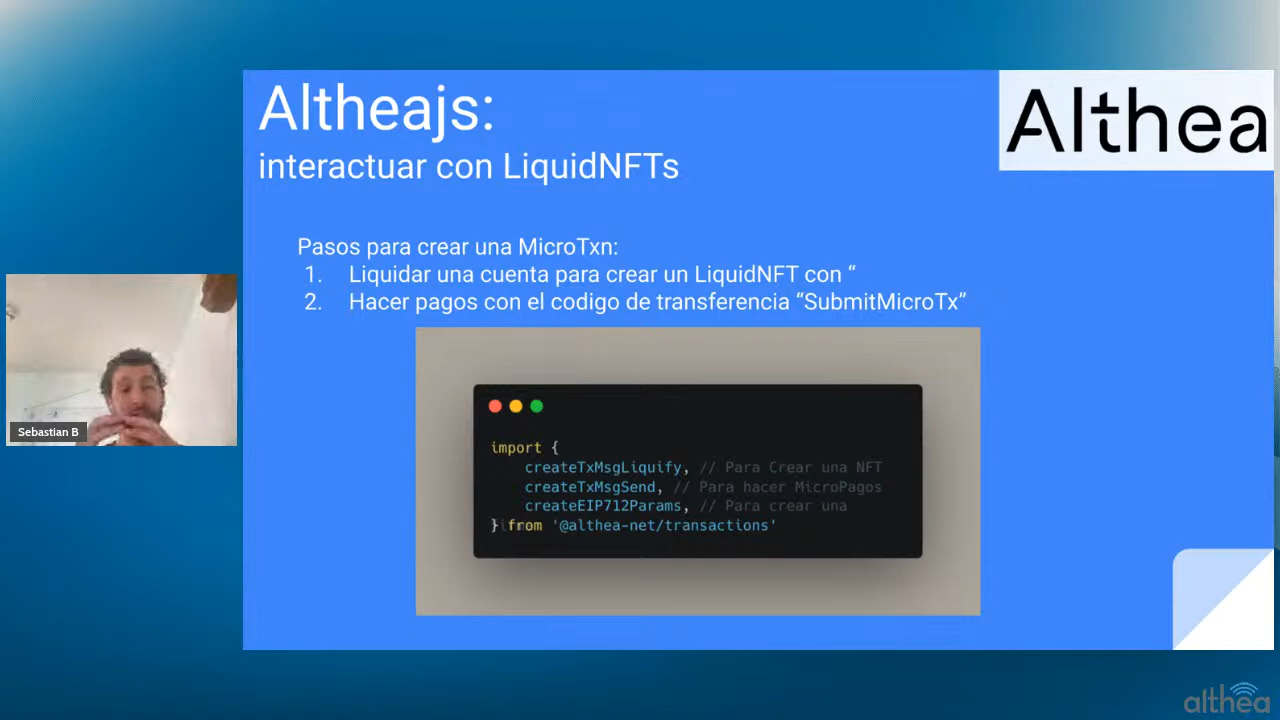 Altheajs:
interactuar con LiquidNFTs
Althea
Pasos para crear una MicroTxn:
1. Liquidar una cuenta para crear un LiquidNFT con “
2. Hacer pagos con el codigo de transferencia “SubmitMicroTx”
import {
createTxMsgLiquify, // Para Crear una NFT
createTxMsgSend, // Para hacer MicroPagos
createEIP712Params, // Para crear una
} from '@althea-net/transactions'
Sebastian B
althea